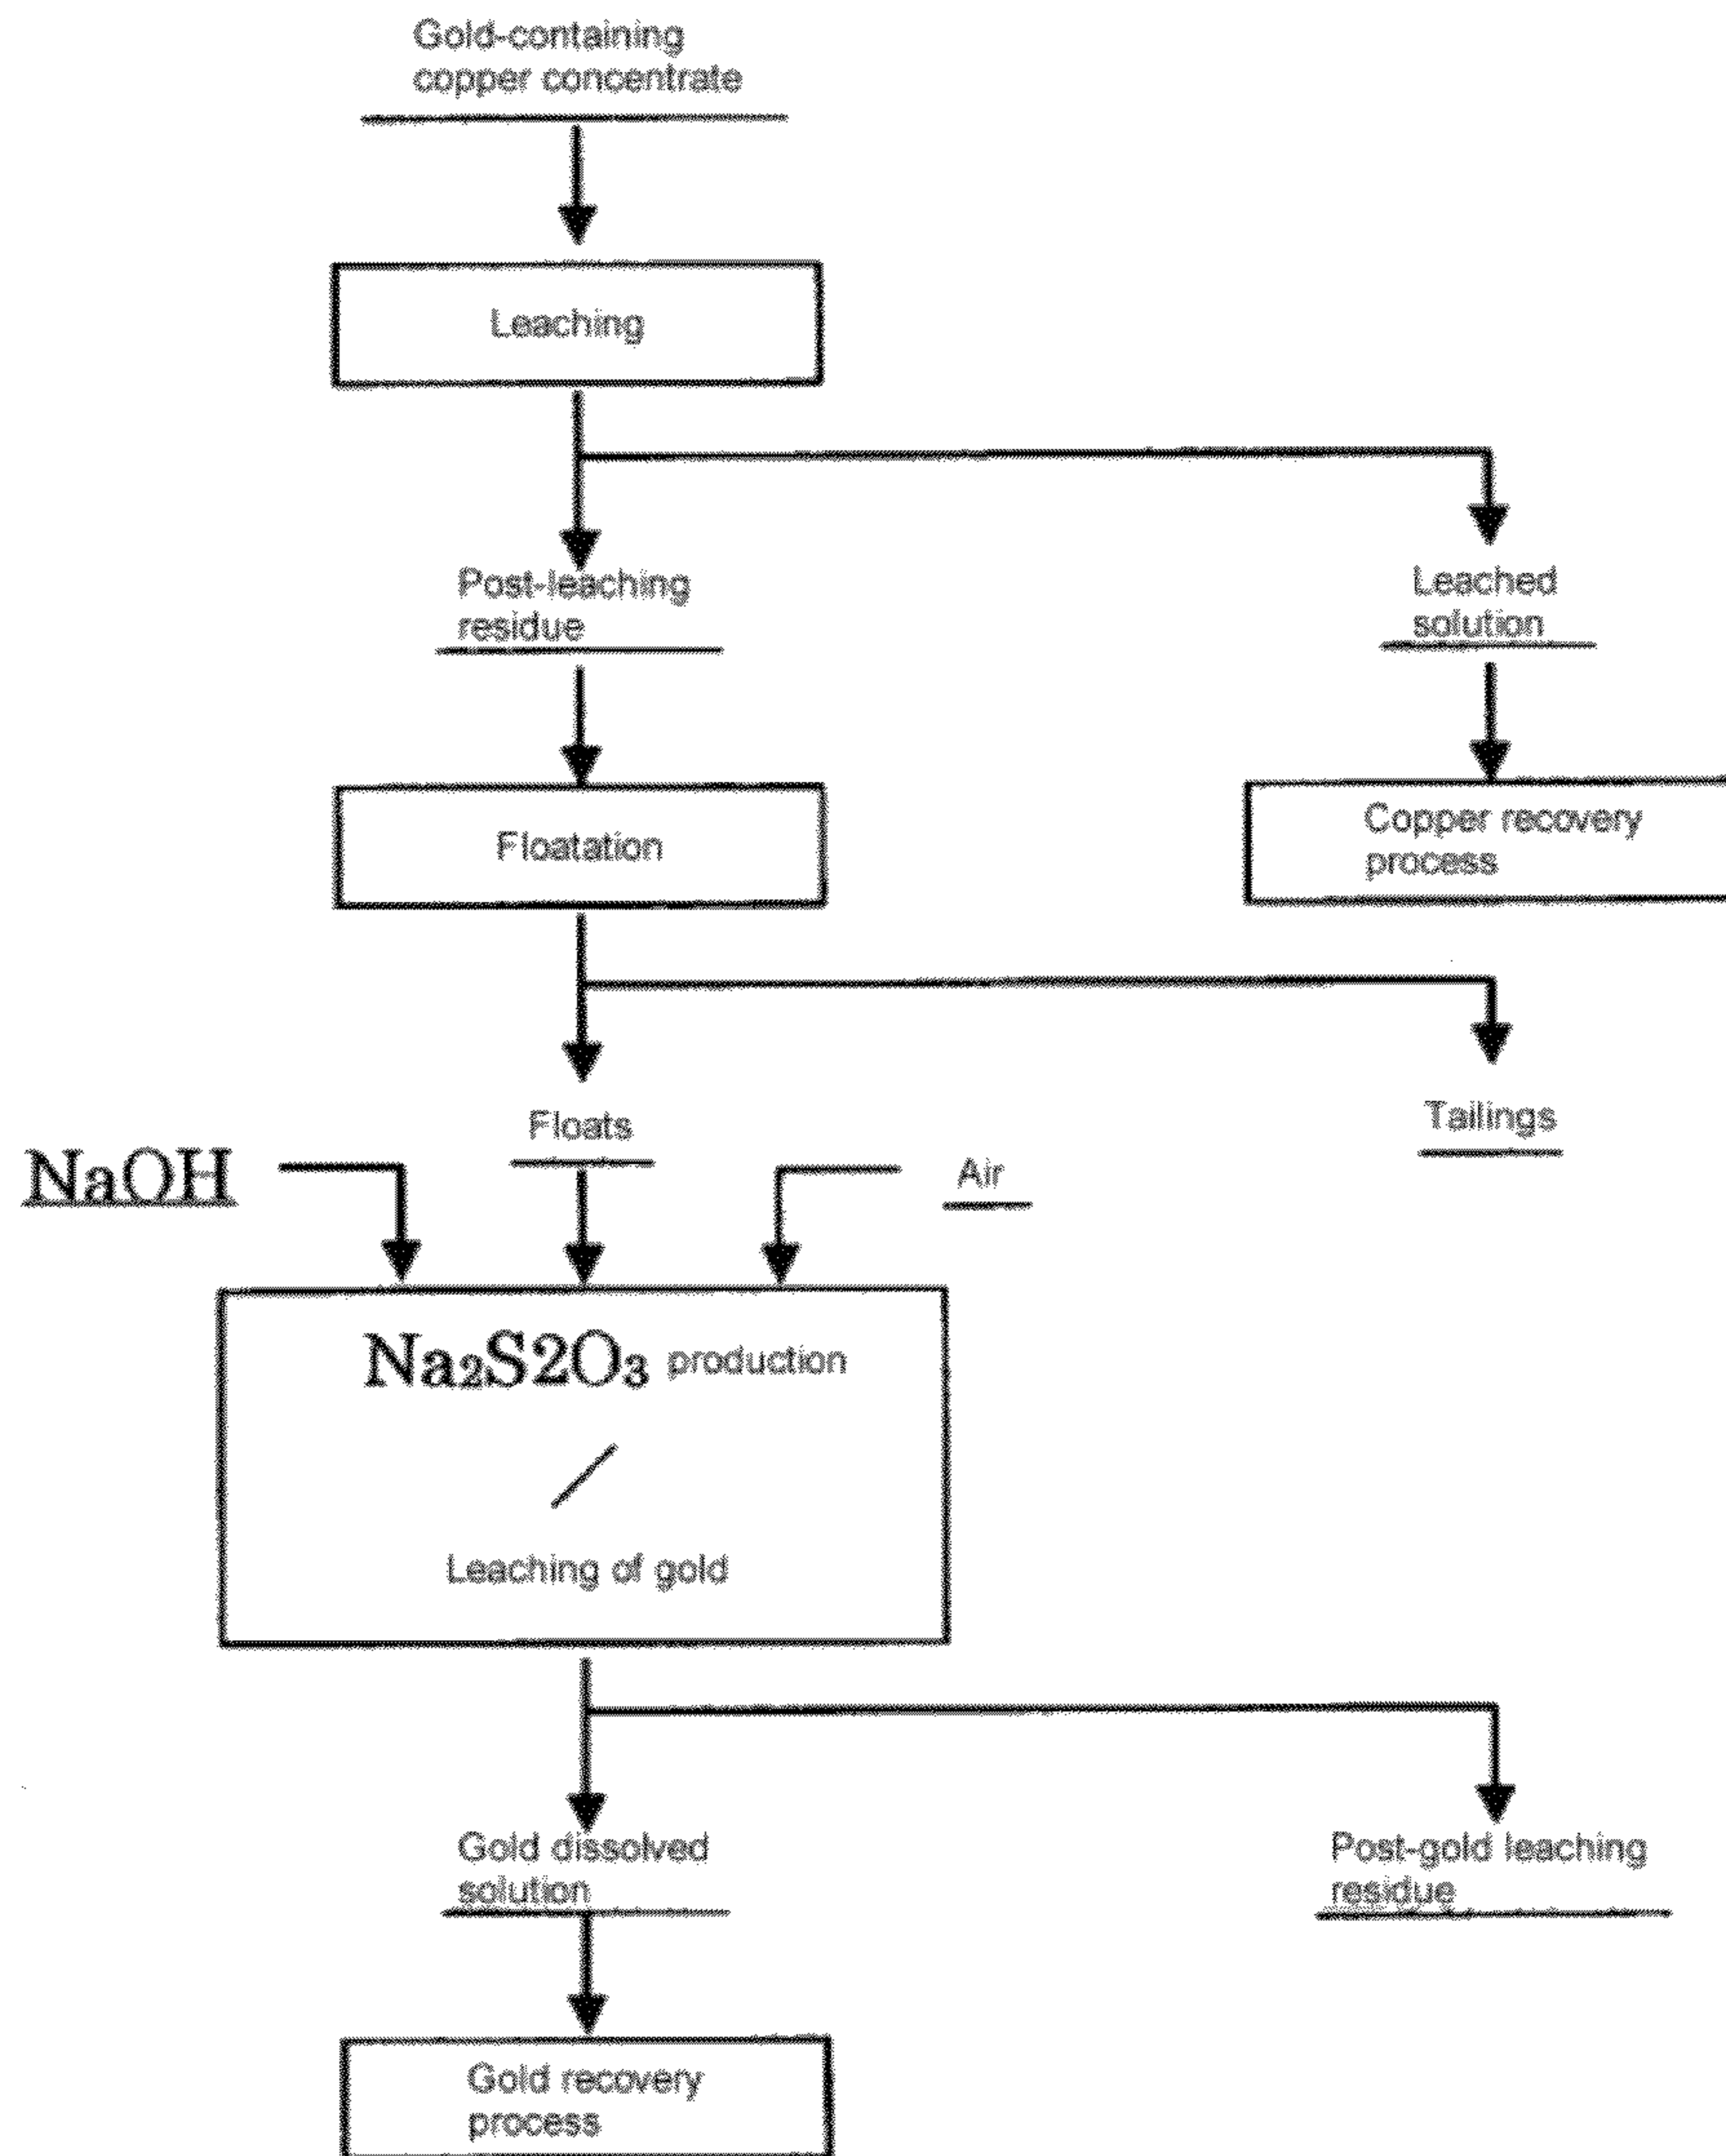 Gold-containing
copper concentrate
Leaching
Post-leaching
residue
Leached
solution
Floatation
Copper recovery
process
Floats
Tailings
NaOH
Air
Na₂S2O₃ production
/
Leaching of gold
Gold dissolved
solution
Post-gold leaching
residue
Gold recovery
process